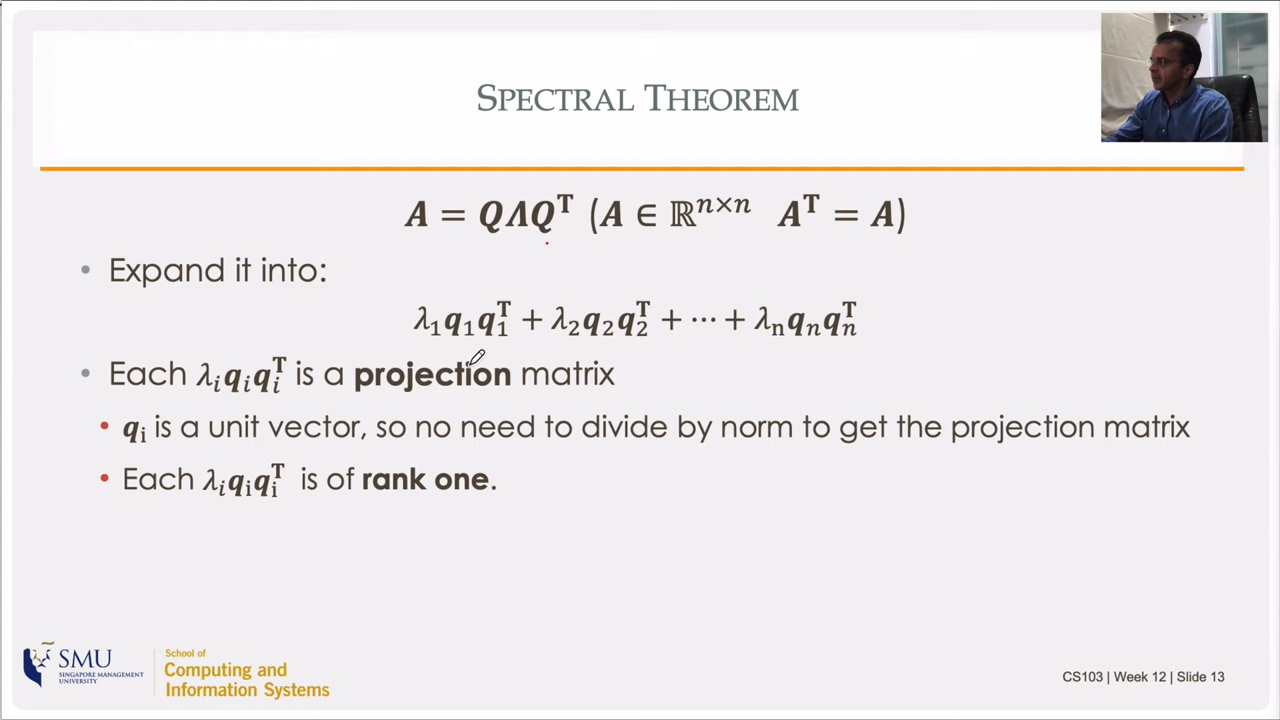 SPECTRAL THEOREM
A = QΛQᵀ (A ∈ ℝⁿˣⁿ Aᵀ = A)
• Expand it into:
λ₁q₁q₁ᵀ + λ₂q₂q₂ᵀ + ⋯ + λₙqₙqₙᵀ
• Each λᵢqᵢqᵢᵀ is a projection matrix
• qᵢ is a unit vector, so no need to divide by norm to get the projection matrix
• Each λᵢqᵢqᵢᵀ is of rank one.
SMU
SINGAPORE MANAGEMENT
UNIVERSITY
School of
Computing and
Information Systems
CS103 | Week 12 | Slide 13